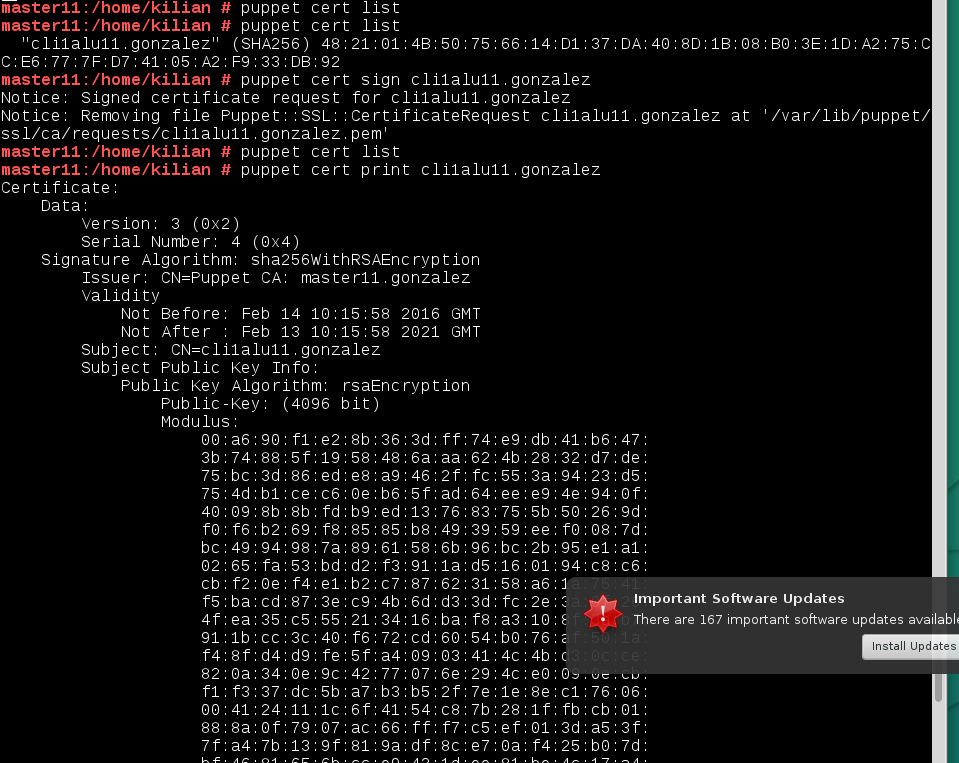 master11:/home/kilian # puppet cert list
master11:/home/kilian # puppet cert list
  "cli1alu11.gonzalez" (SHA256) 48:21:01:4B:50:75:66:14:D1:37:DA:40:8D:1B:08:B0:3E:1D:A2:75:C
C:E6:77:7F:D7:41:05:A2:F9:33:DB:92
master11:/home/kilian # puppet cert sign cli1alu11.gonzalez
Notice: Signed certificate request for cli1alu11.gonzalez
Notice: Removing file Puppet::SSL::CertificateRequest cli1alu11.gonzalez at '/var/lib/puppet/
ssl/ca/requests/cli1alu11.gonzalez.pem'
master11:/home/kilian # puppet cert list
master11:/home/kilian # puppet cert print cli1alu11.gonzalez
Certificate:
    Data:
        Version: 3 (0x2)
        Serial Number: 4 (0x4)
    Signature Algorithm: sha256WithRSAEncryption
        Issuer: CN=Puppet CA: master11.gonzalez
        Validity
            Not Before: Feb 14 10:15:58 2016 GMT
            Not After : Feb 13 10:15:58 2021 GMT
        Subject: CN=cli1alu11.gonzalez
        Subject Public Key Info:
            Public Key Algorithm: rsaEncryption
                Public-Key: (4096 bit)
                Modulus:
                    00:a6:90:f1:e2:8b:36:3d:ff:74:e9:db:41:b6:47:
                    3b:74:88:5f:19:58:48:6a:aa:62:4b:28:32:d7:de:
                    75:bc:3d:86:ed:e8:a9:46:2f:fc:55:3a:94:23:d5:
                    75:4d:b1:ce:c6:0e:b6:5f:ad:64:ee:e9:4e:94:0f:
                    40:09:8b:8b:fd:b9:ed:13:76:83:75:5b:50:26:9d:
                    f0:f6:b2:69:f8:85:85:b8:49:39:59:ee:f0:08:7d:
                    bc:49:94:98:7a:89:61:58:6b:96:bc:2b:95:e1:a1:
                    02:65:fa:53:bd:d2:f3:91:1a:d5:16:01:94:c8:c6:
                    cb:f2:0e:f4:e1:b2:c7:87:62:31:58:a6:1a:75:41:
                    f5:ba:cd:87:3e:c9:4b:6d:d3:3d:fc:2e:
                    4f:ea:35:c5:55:21:34:16:ba:f8:a3:10:
                    91:1b:cc:3c:40:f6:72:cd:60:54:b0:76:af:50:1a:
                    f4:8f:d4:d9:fe:5f:a4:09:03:41:4c:4b:
                    82:0a:34:0e:9c:42:77:07:6e:29:4c:e0:09:0e:cb:
                    f1:f3:37:dc:5b:a7:b3:b5:2f:7e:1e:8e:c1:76:06:
                    00:41:24:11:1c:6f:41:54:c8:7b:28:1f:fb:cb:01:
                    88:8a:0f:79:07:ac:66:ff:f7:c5:ef:01:3d:a5:3f:
                    7f:a4:7b:13:9f:81:9a:df:8c:e7:0a:f4:25:b0:7d:
Important Software Updates
There are 167 important software updates available
Install Updates